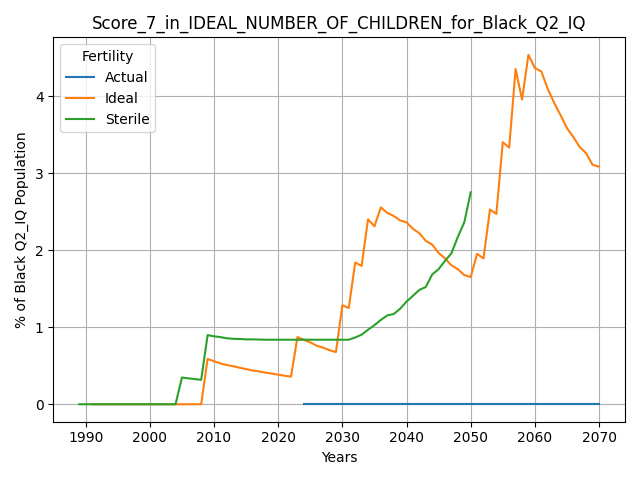 Score_7_in_IDEAL_NUMBER_OF_CHILDREN_for_Black_Q2_IQ
Fertility
Actual
Ideal
Sterile
% of Black Q2_IQ Population
4
3
2
1
0
1990 2000 2010 2020 2030 2040 2050 2060 2070
Years